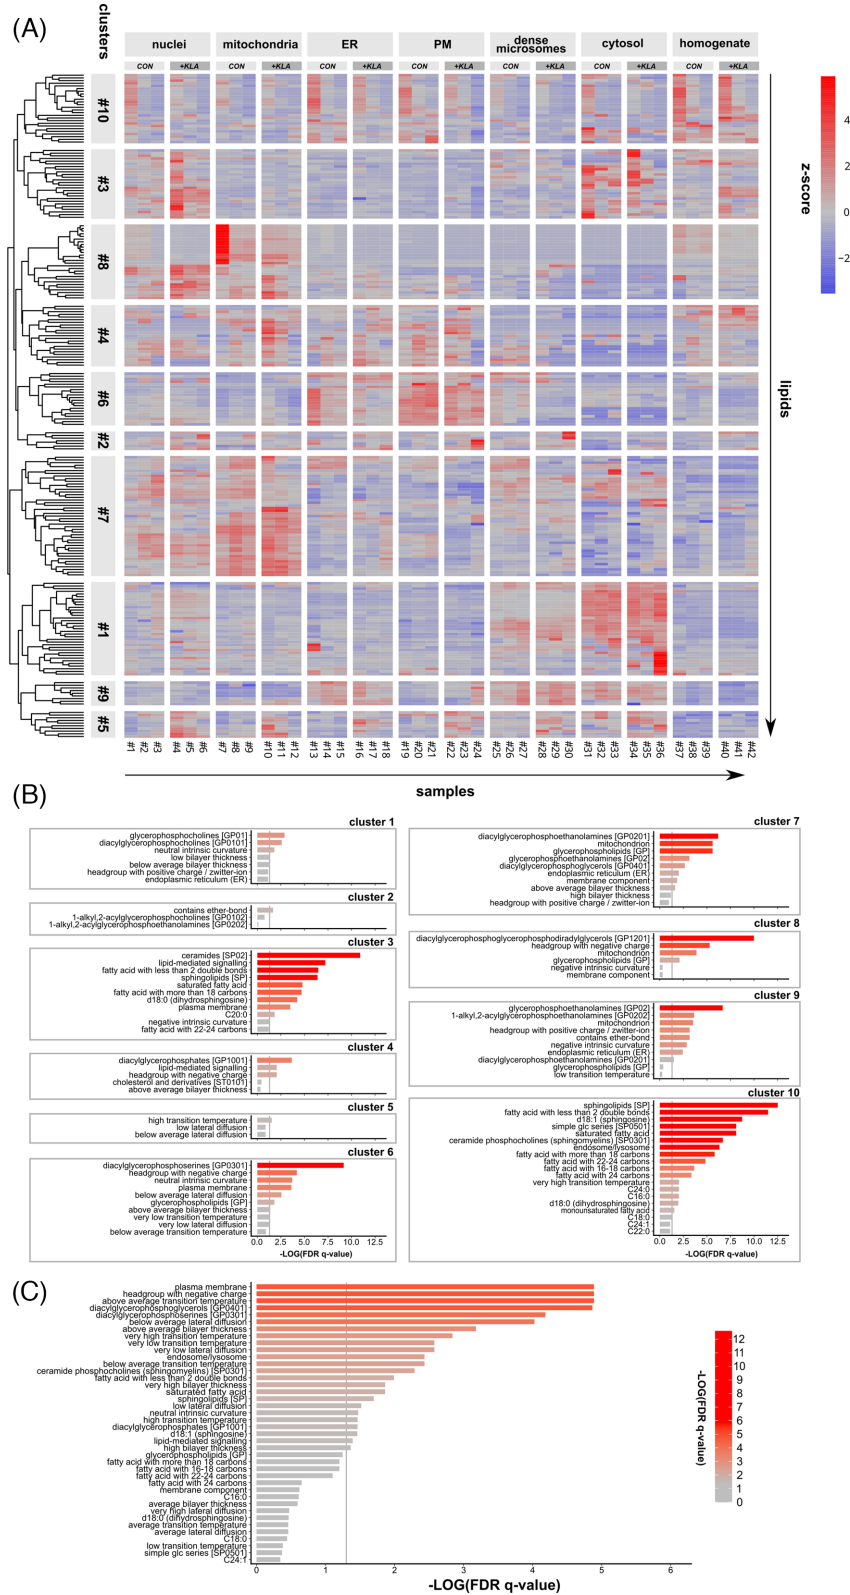 (A)
clusters
nuclei
mitochondria
ER
PM
dense
microsomes
cytosol
homogenate
CON
+KLA
CON
+KLA
CON
+KLA
CON
+KLA
CON
+KLA
CON
+KLA
CON
+KLA
#10
#3
#8
#4
#6
#2
#7
#1
#9
#5
4
2
0
−2
z-score
lipids
#1
#2
#3
#4
#5
#6
#7
#8
#9
#10
#11
#12
#13
#14
#15
#16
#17
#18
#19
#20
#21
#22
#23
#24
#25
#26
#27
#28
#29
#30
#31
#32
#33
#34
#35
#36
#37
#38
#39
#40
#41
#42
samples
(B)
cluster 1
glycerophosphocholines [GP01]
diacylglycerophosphocholines [GP0101]
neutral intrinsic curvature
low bilayer thickness
below average bilayer thickness
headgroup with positive charge / zwitter-ion
endoplasmic reticulum (ER)
cluster 2
contains ether-bond
1-alkyl,2-acylglycerophosphocholines [GP0102]
1-alkyl,2-acylglycerophosphoethanolamines [GP0202]
cluster 3
ceramides [SP02]
lipid-mediated signalling
fatty acid with less than 2 double bonds
sphingolipids [SP]
saturated fatty acid
fatty acid with more than 18 carbons
d18:0 (dihydrosphingosine)
plasma membrane
C20:0
negative intrinsic curvature
fatty acid with 22-24 carbons
cluster 4
diacylglycerophosphates [GP1001]
lipid-mediated signalling
headgroup with negative charge
cholesterol and derivatives [ST0101]
above average bilayer thickness
cluster 5
high transition temperature
low lateral diffusion
below average lateral diffusion
cluster 6
diacylglycerophosphoserines [GP0301]
headgroup with negative charge
neutral intrinsic curvature
plasma membrane
below average lateral diffusion
glycerophospholipids [GP]
above average bilayer thickness
very low transition temperature
very low lateral diffusion
below average transition temperature
0.0
2.5
5.0
7.5
10.0
12.5
-LOG(FDR q-value)
cluster 7
diacylglycerophosphoethanolamines [GP0201]
mitochondrion
glycerophospholipids [GP]
glycerophosphoethanolamines [GP02]
diacylglycerophosphoglycerols [GP0401]
endoplasmic reticulum (ER)
membrane component
above average bilayer thickness
high bilayer thickness
headgroup with positive charge / zwitter-ion
cluster 8
diacylglycerophosphoglycerophosphodiradylglycerols [GP1201]
headgroup with negative charge
mitochondrion
glycerophospholipids [GP]
negative intrinsic curvature
membrane component
cluster 9
glycerophosphoethanolamines [GP02]
1-alkyl,2-acylglycerophosphoethanolamines [GP0202]
mitochondrion
headgroup with positive charge / zwitter-ion
contains ether-bond
negative intrinsic curvature
endoplasmic reticulum (ER)
diacylglycerophosphoethanolamines [GP0201]
glycerophospholipids [GP]
low transition temperature
cluster 10
sphingolipids [SP]
fatty acid with less than 2 double bonds
d18:1 (sphingosine)
simple glc series [SP0501]
saturated fatty acid
ceramide phosphocholines (sphingomyelins) [SP0301]
endosome/lysosome
fatty acid with more than 18 carbons
fatty acid with 22-24 carbons
fatty acid with 16-18 carbons
fatty acid with 24 carbons
very high transition temperature
C24:0
C16:0
d18:0 (dihydrosphingosine)
monounsaturated fatty acid
C18:0
C24:1
C22:0
0.0
2.5
5.0
7.5
10.0
12.5
-LOG(FDR q-value)
(C)
plasma membrane
headgroup with negative charge
above average transition temperature
diacylglycerophosphoglycerols [GP0401]
diacylglycerophosphoserines [GP0301]
below average lateral diffusion
above average bilayer thickness
very high transition temperature
very low transition temperature
very low lateral diffusion
endosome/lysosome
below average transition temperature
ceramide phosphocholines (sphingomyelins) [SP0301]
fatty acid with less than 2 double bonds
very high bilayer thickness
saturated fatty acid
sphingolipids [SP]
low lateral diffusion
neutral intrinsic curvature
high transition temperature
diacylglycerophosphates [GP1001]
d18:1 (sphingosine)
lipid-mediated signalling
high bilayer thickness
glycerophospholipids [GP]
fatty acid with more than 18 carbons
fatty acid with 16-18 carbons
fatty acid with 22-24 carbons
fatty acid with 24 carbons
membrane component
C16:0
average bilayer thickness
very high lateral diffusion
d18:0 (dihydrosphingosine)
average transition temperature
average lateral diffusion
C18:0
low transition temperature
simple glc series [SP0501]
C24:1
0
1
2
3
4
5
6
-LOG(FDR q-value)
12
11
10
9
8
7
6
5
4
3
2
1
0
-LOG(FDR q-value)